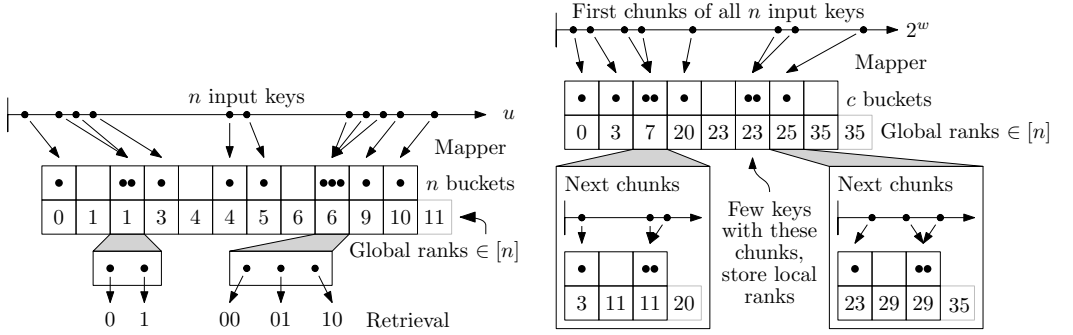 n input keys
u
Mapper
n buckets
0 1 1 3 4 4 5 6 6 9 10 11
Global ranks ∈ [n]
0 1 00 01 10 Retrieval
First chunks of all n input keys
2^w
Mapper
c buckets
0 3 7 20 23 23 25 35 35 Global ranks ∈ [n]
Next chunks
3 11 11 20
Few keys
with these
chunks,
store local
ranks
Next chunks
23 29 29 35